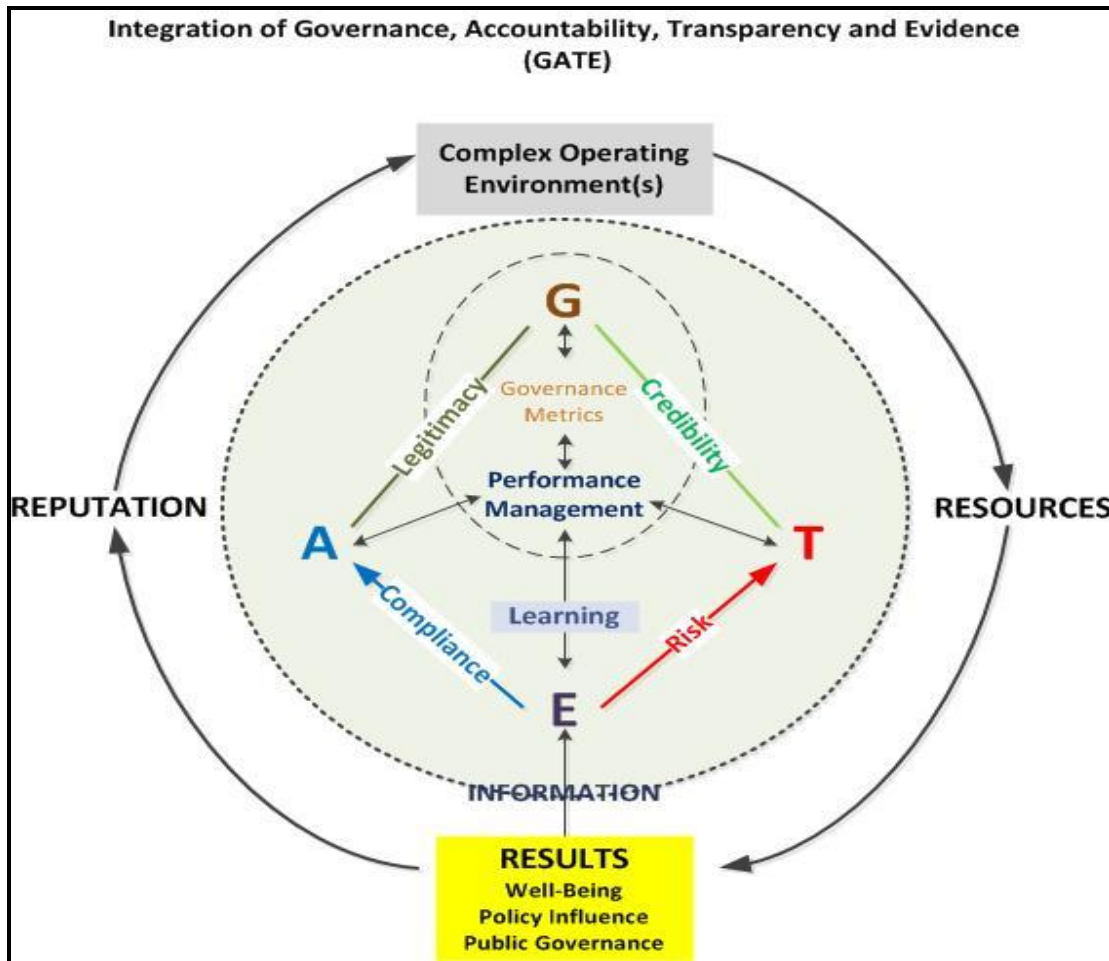 Integration of Governance, Accountability, Transparency and Evidence
(GATE)
Complex Operating
Environment(s)
G
Governance
Metrics
Legitimacy
Credibility
Performance
Management
REPUTATION
RESOURCES
A
T
Learning
Compliance
Risk
E
INFORMATION
RESULTS
Well-Being
Policy Influence
Public Governance